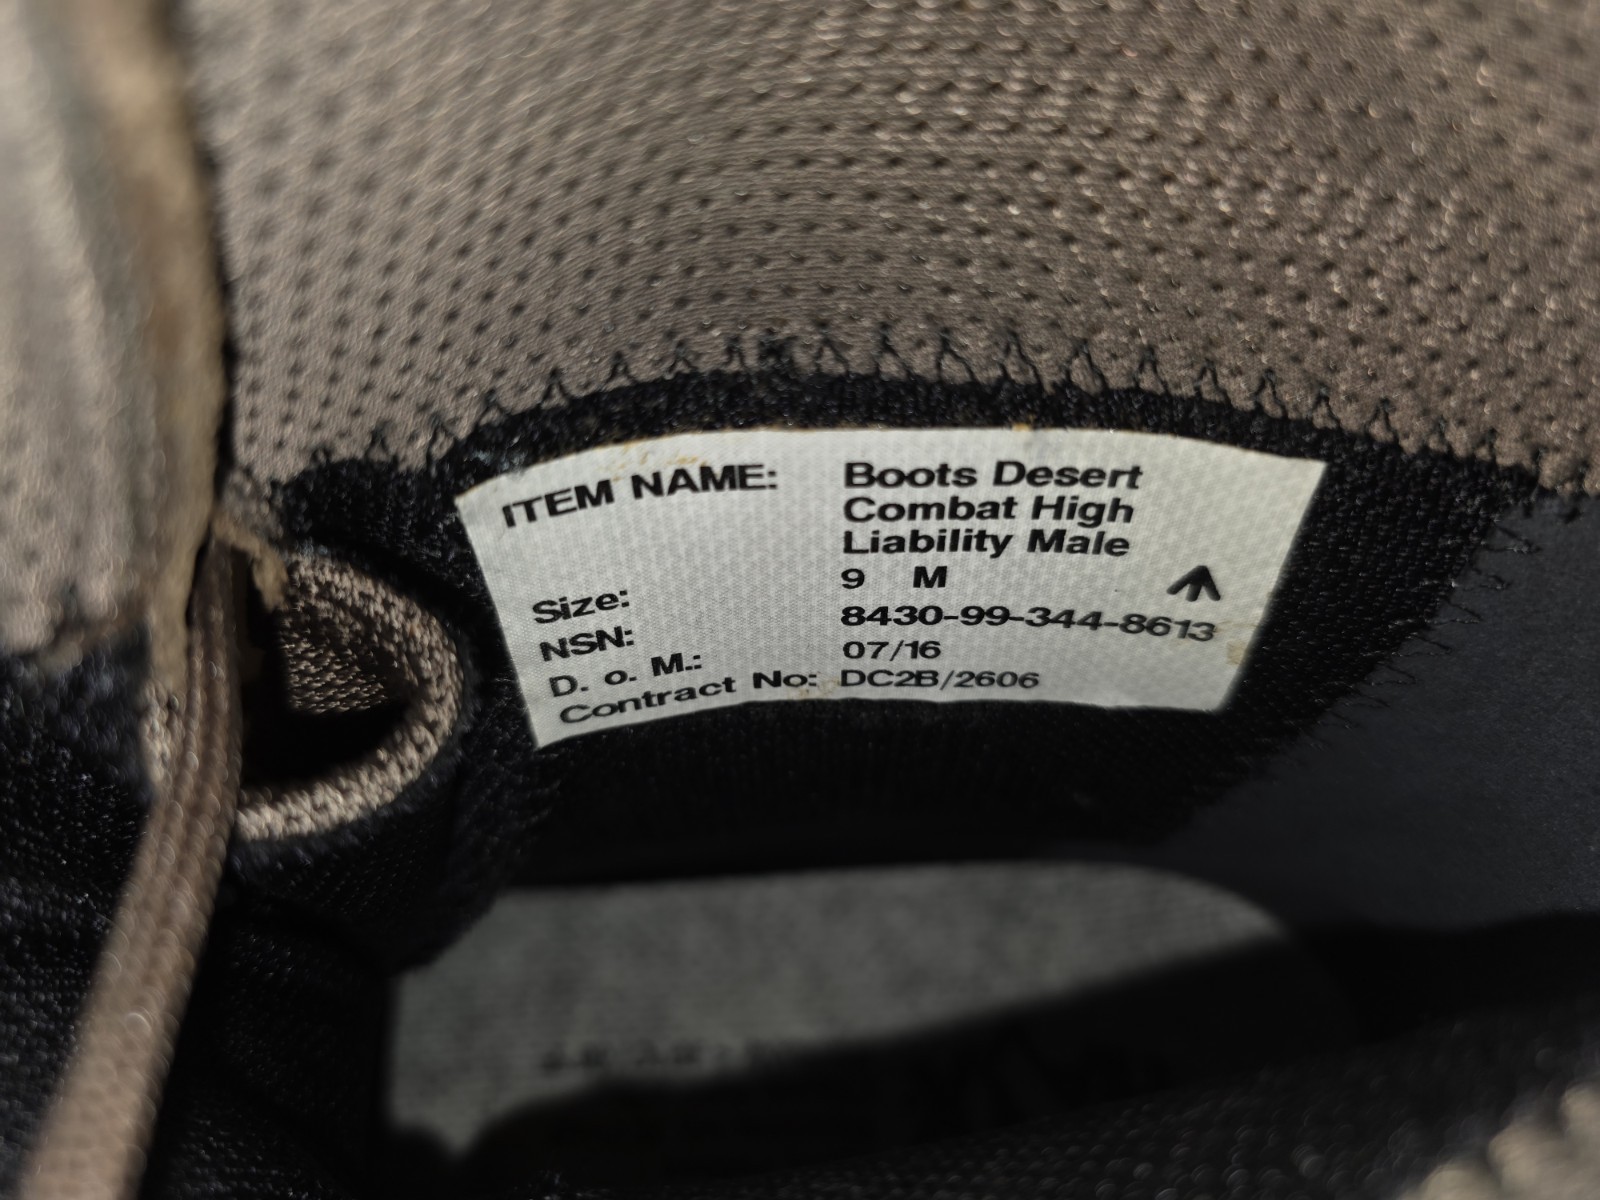 ITEM NAME: Boots Desert
Combat High
Liability Male
Size: 9 M
NSN: 8430-99-344-8613
D. o. M.: 07/16
Contract No: DC2B/2606